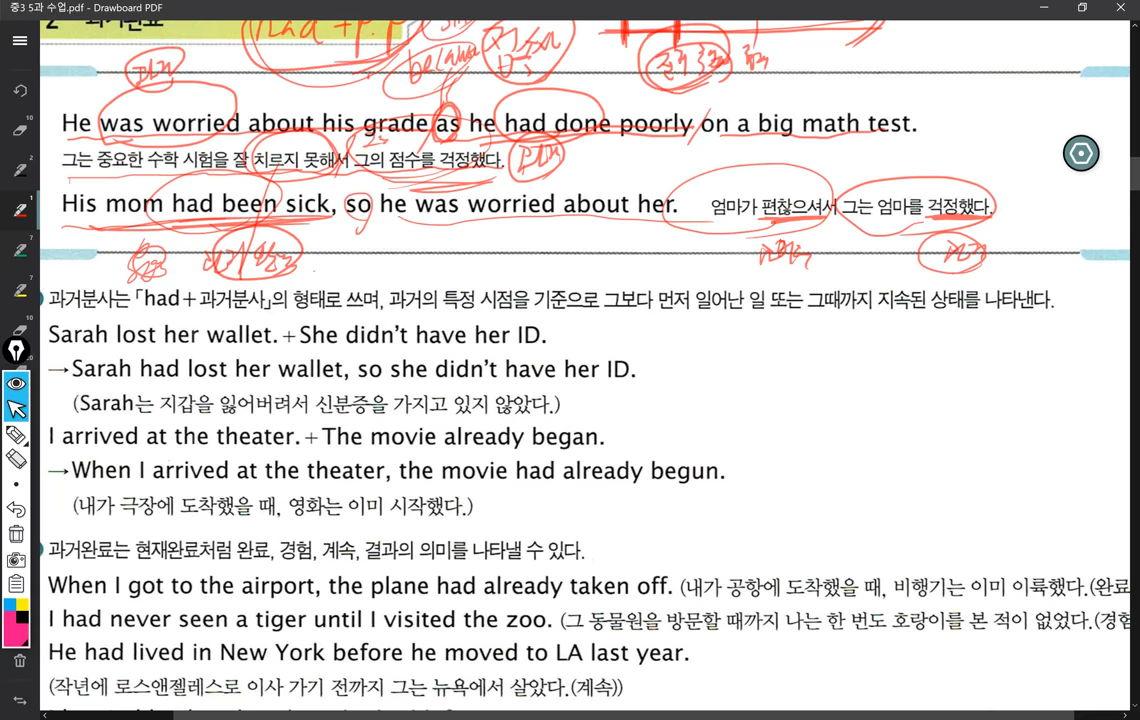 중3 5과 수업.pdf - Drawboard PDF
2 과거완료
had + p.p
because
과거
He was worried about his grade as he had done poorly on a big math test.
그는 중요한 수학 시험을 잘 치르지 못해서 그의 점수를 걱정했다.
His mom had been sick, so he was worried about her. 엄마가 편찮으셔서 그는 엄마를 걱정했다.
과거분사는 「had+과거분사」의 형태로 쓰며, 과거의 특정 시점을 기준으로 그보다 먼저 일어난 일 또는 그때까지 지속된 상태를 나타낸다.
Sarah lost her wallet. + She didn't have her ID.
→ Sarah had lost her wallet, so she didn't have her ID.
(Sarah는 지갑을 잃어버려서 신분증을 가지고 있지 않았다.)
I arrived at the theater. + The movie already began.
→ When I arrived at the theater, the movie had already begun.
(내가 극장에 도착했을 때, 영화는 이미 시작했다.)
과거완료는 현재완료처럼 완료, 경험, 계속, 결과의 의미를 나타낼 수 있다.
When I got to the airport, the plane had already taken off. (내가 공항에 도착했을 때, 비행기는 이미 이륙했다.(완료
I had never seen a tiger until I visited the zoo. (그 동물원을 방문할 때까지 나는 한 번도 호랑이를 본 적이 없었다.(경험
He had lived in New York before he moved to LA last year.
(작년에 로스앤젤레스로 이사 가기 전까지 그는 뉴욕에서 살았다.(계속))